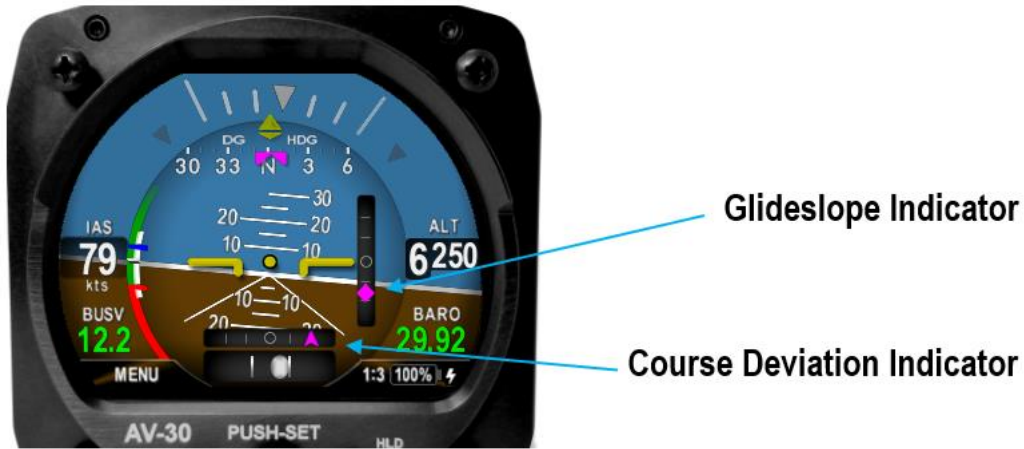 DG HDG
30 33 N 3 6
30
20 20
10 10
IAS
79
kts
ALT
6250
10 10
20 20
BUSV
12.2
BARO
29.92
MENU
1:3 100%
AV-30 PUSH-SET HLD
Glideslope Indicator
Course Deviation Indicator